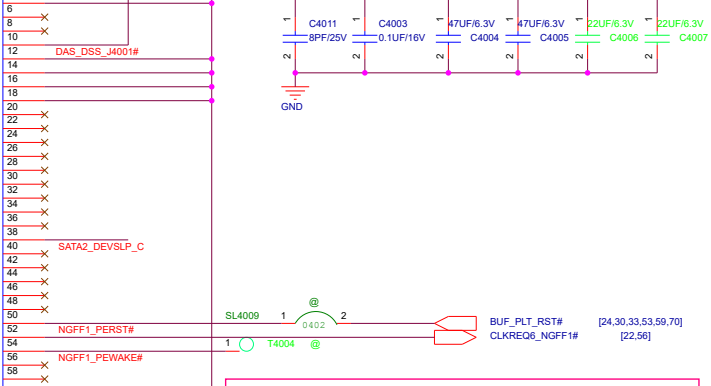 6
8
10
12
DAS_DSS_J4001#
14
16
18
20
22
24
26
28
30
32
34
36
38
40
SATA2_DEVSLP_C
42
44
46
48
50
52
NGFF1_PERST#
54
56
NGFF1_PEWAKE#
58
1 1 1 1 1 1
C4011 C4003 47UF/6.3V 47UF/6.3V 22UF/6.3V 22UF/6.3V
8PF/25V 0.1UF/16V C4004 C4005 C4006 C4007
2 2 2 2 2 2
GND
@
SL4009 1 2
0402
BUF_PLT_RST# [24,30,33,53,59,70]
CLKREQ6_NGFF1# [22,56]
1 T4004 @